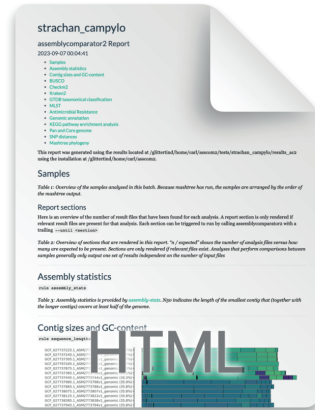 strachan_campylo
assemblycomparator2 Report
2023-09-07 00:04:41
Samples
Assembly statistics
Contig sizes and GC-content
BUSCO
Checkm2
Kraken2
GTDB taxonomical classification
MLST
Antimicrobial Resistance
Genomic annotation
KEGG pathway enrichment analysis
Pan and Core genome
SNP distances
Mashtree phylogeny
This report was generated using the results located at /glittertind/home/carl/asscom2/tests/strachan_campylo/results_ac2
using the installation at /glittertind/home/carl/asscom2.
Samples
Table 1: Overview of the samples analysed in this batch. Because mashtree has run, the samples are arranged by the order of
the mashtree output.
Report sections
Here is an overview of the number of result files that have been found for each analysis. A report section is only rendered if
relevant result files are present for that analysis. Each section can be triggered to run by calling assemblycomparator2 with a
trailing --until <section>
Table 2: Overview of sections that are rendered in this report. "n / expected" shows the number of analysis files versus how
many are expected to be present. Sections are only rendered if relevant files exist. Analyses that perform comparisons between
samples generally only output one set of results independent on the number of input files
Assembly statistics
rule assembly_stats
Table 3: Assembly statistics is provided by assembly-stats. N50 indicates the length of the smallest contig that (together with
the longer contigs) covers at least half of the genome.
Contig sizes and GC-content
rule sequence_length
HTML